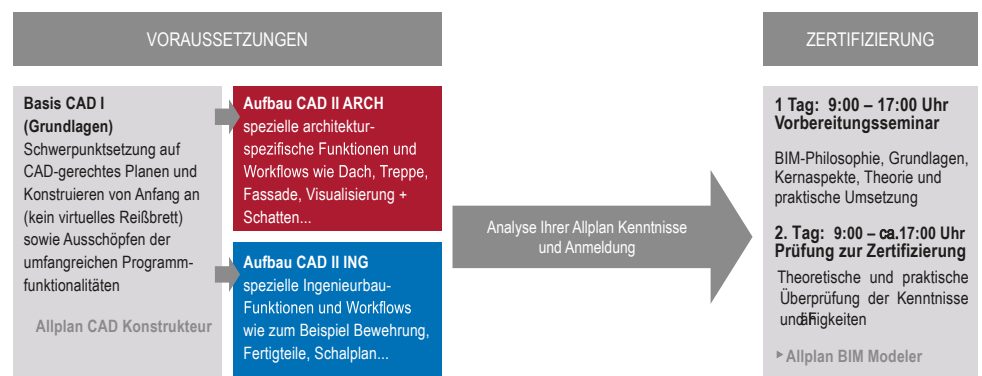 VORAUSSETZUNGEN
Basis CAD I
(Grundlagen)
Schwerpunktsetzung auf
CAD-gerechtes Planen und
Konstruieren von Anfang an
(kein virtuelles Reißbrett)
sowie Ausschöpfen der
umfangreichen Programm-
funktionalitäten
Allplan CAD Konstrukteur
Aufbau CAD II ARCH
spezielle architektur-
spezifische Funktionen und
Workflows wie Dach, Treppe,
Fassade, Visualisierung +
Schatten...
Aufbau CAD II ING
spezielle Ingenieurbau-
Funktionen und Workflows
wie zum Beispiel Bewehrung,
Fertigteile, Schalplan...
Analyse Ihrer Allplan Kenntnisse
und Anmeldung
ZERTIFIZIERUNG
1 Tag: 9:00 – 17:00 Uhr
Vorbereitungsseminar
BIM-Philosophie, Grundlagen,
Kernaspekte, Theorie und
praktische Umsetzung
2. Tag: 9:00 – ca.17:00 Uhr
Prüfung zur Zertifizierung
Theoretische und praktische
Überprüfung der Kenntnisse
und Fähigkeiten
Allplan BIM Modeler